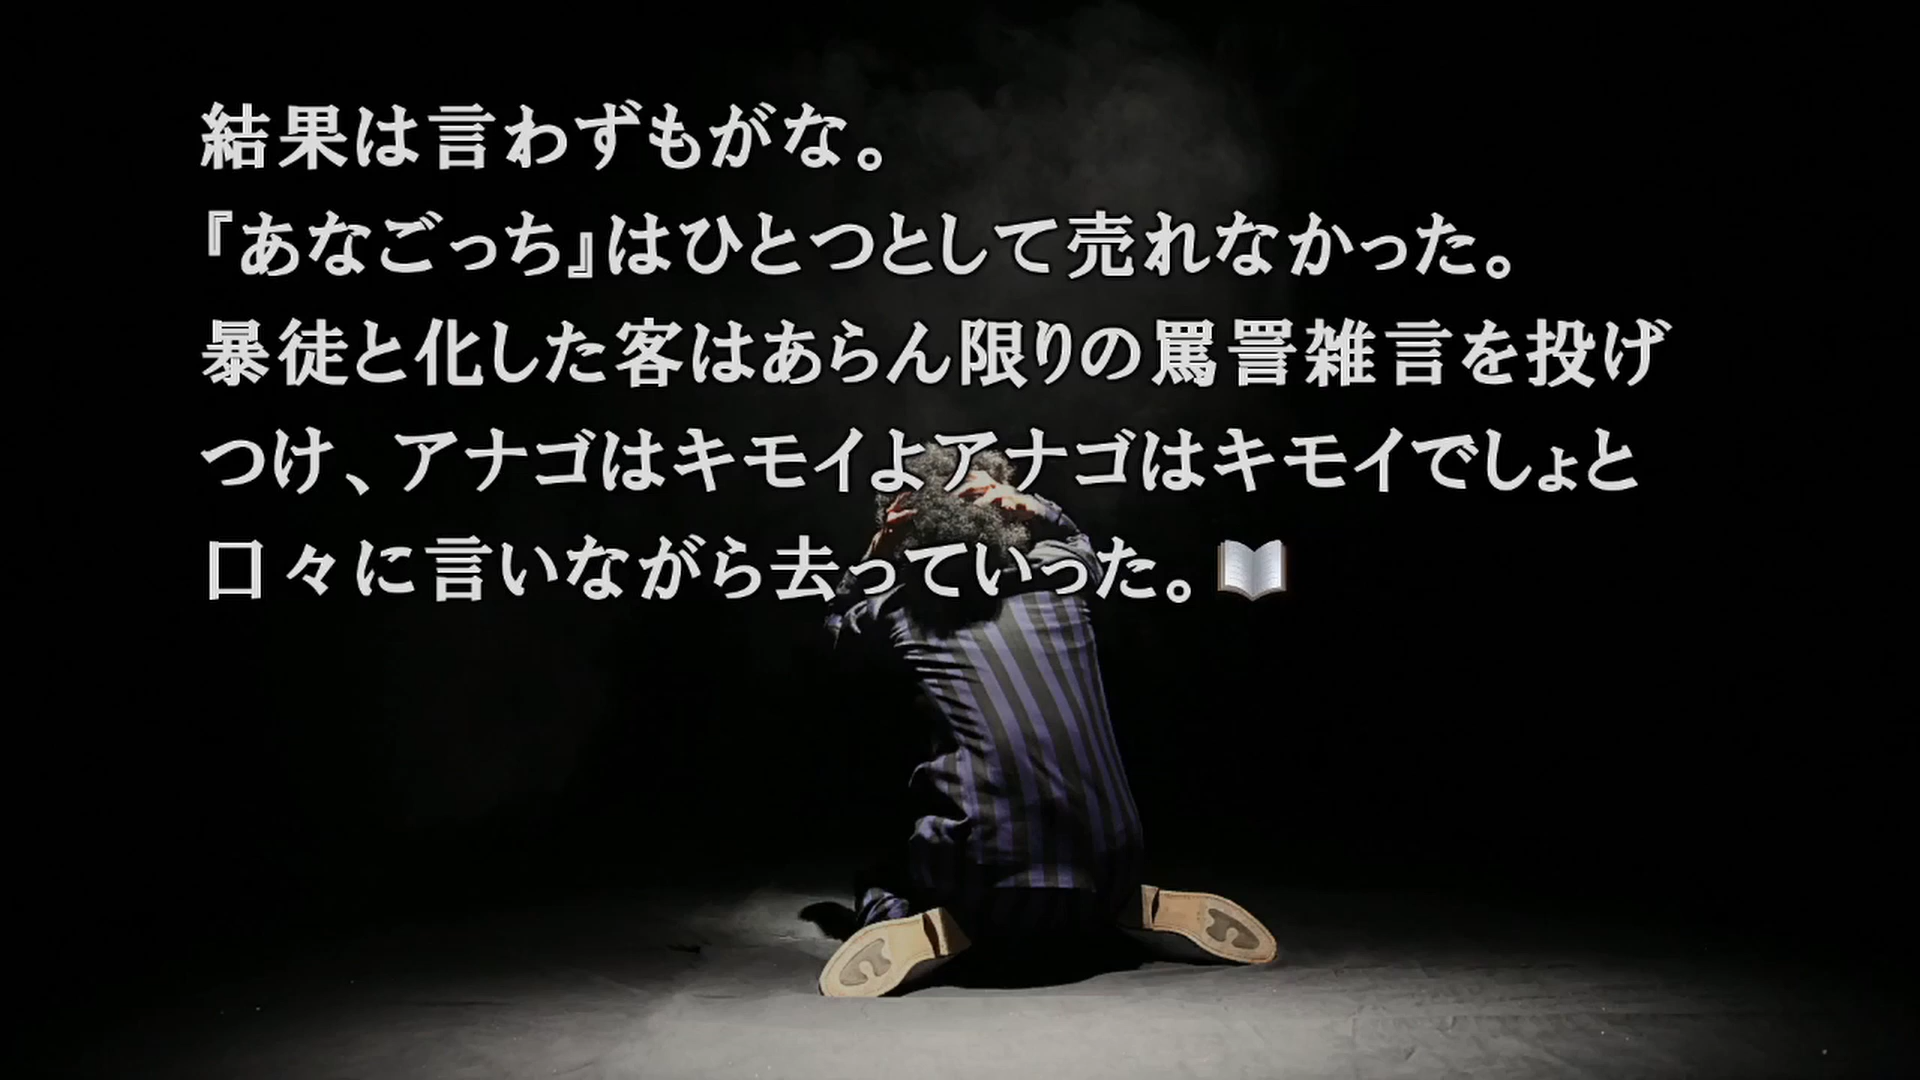 結果は言わずもがな。
『あなごっち』はひとつとして売れなかった。
暴徒と化した客はあらん限りの罵詈雑言を投げ
つけ、アナゴはキモイよアナゴはキモイでしょと
口々に言いながら去っていった。